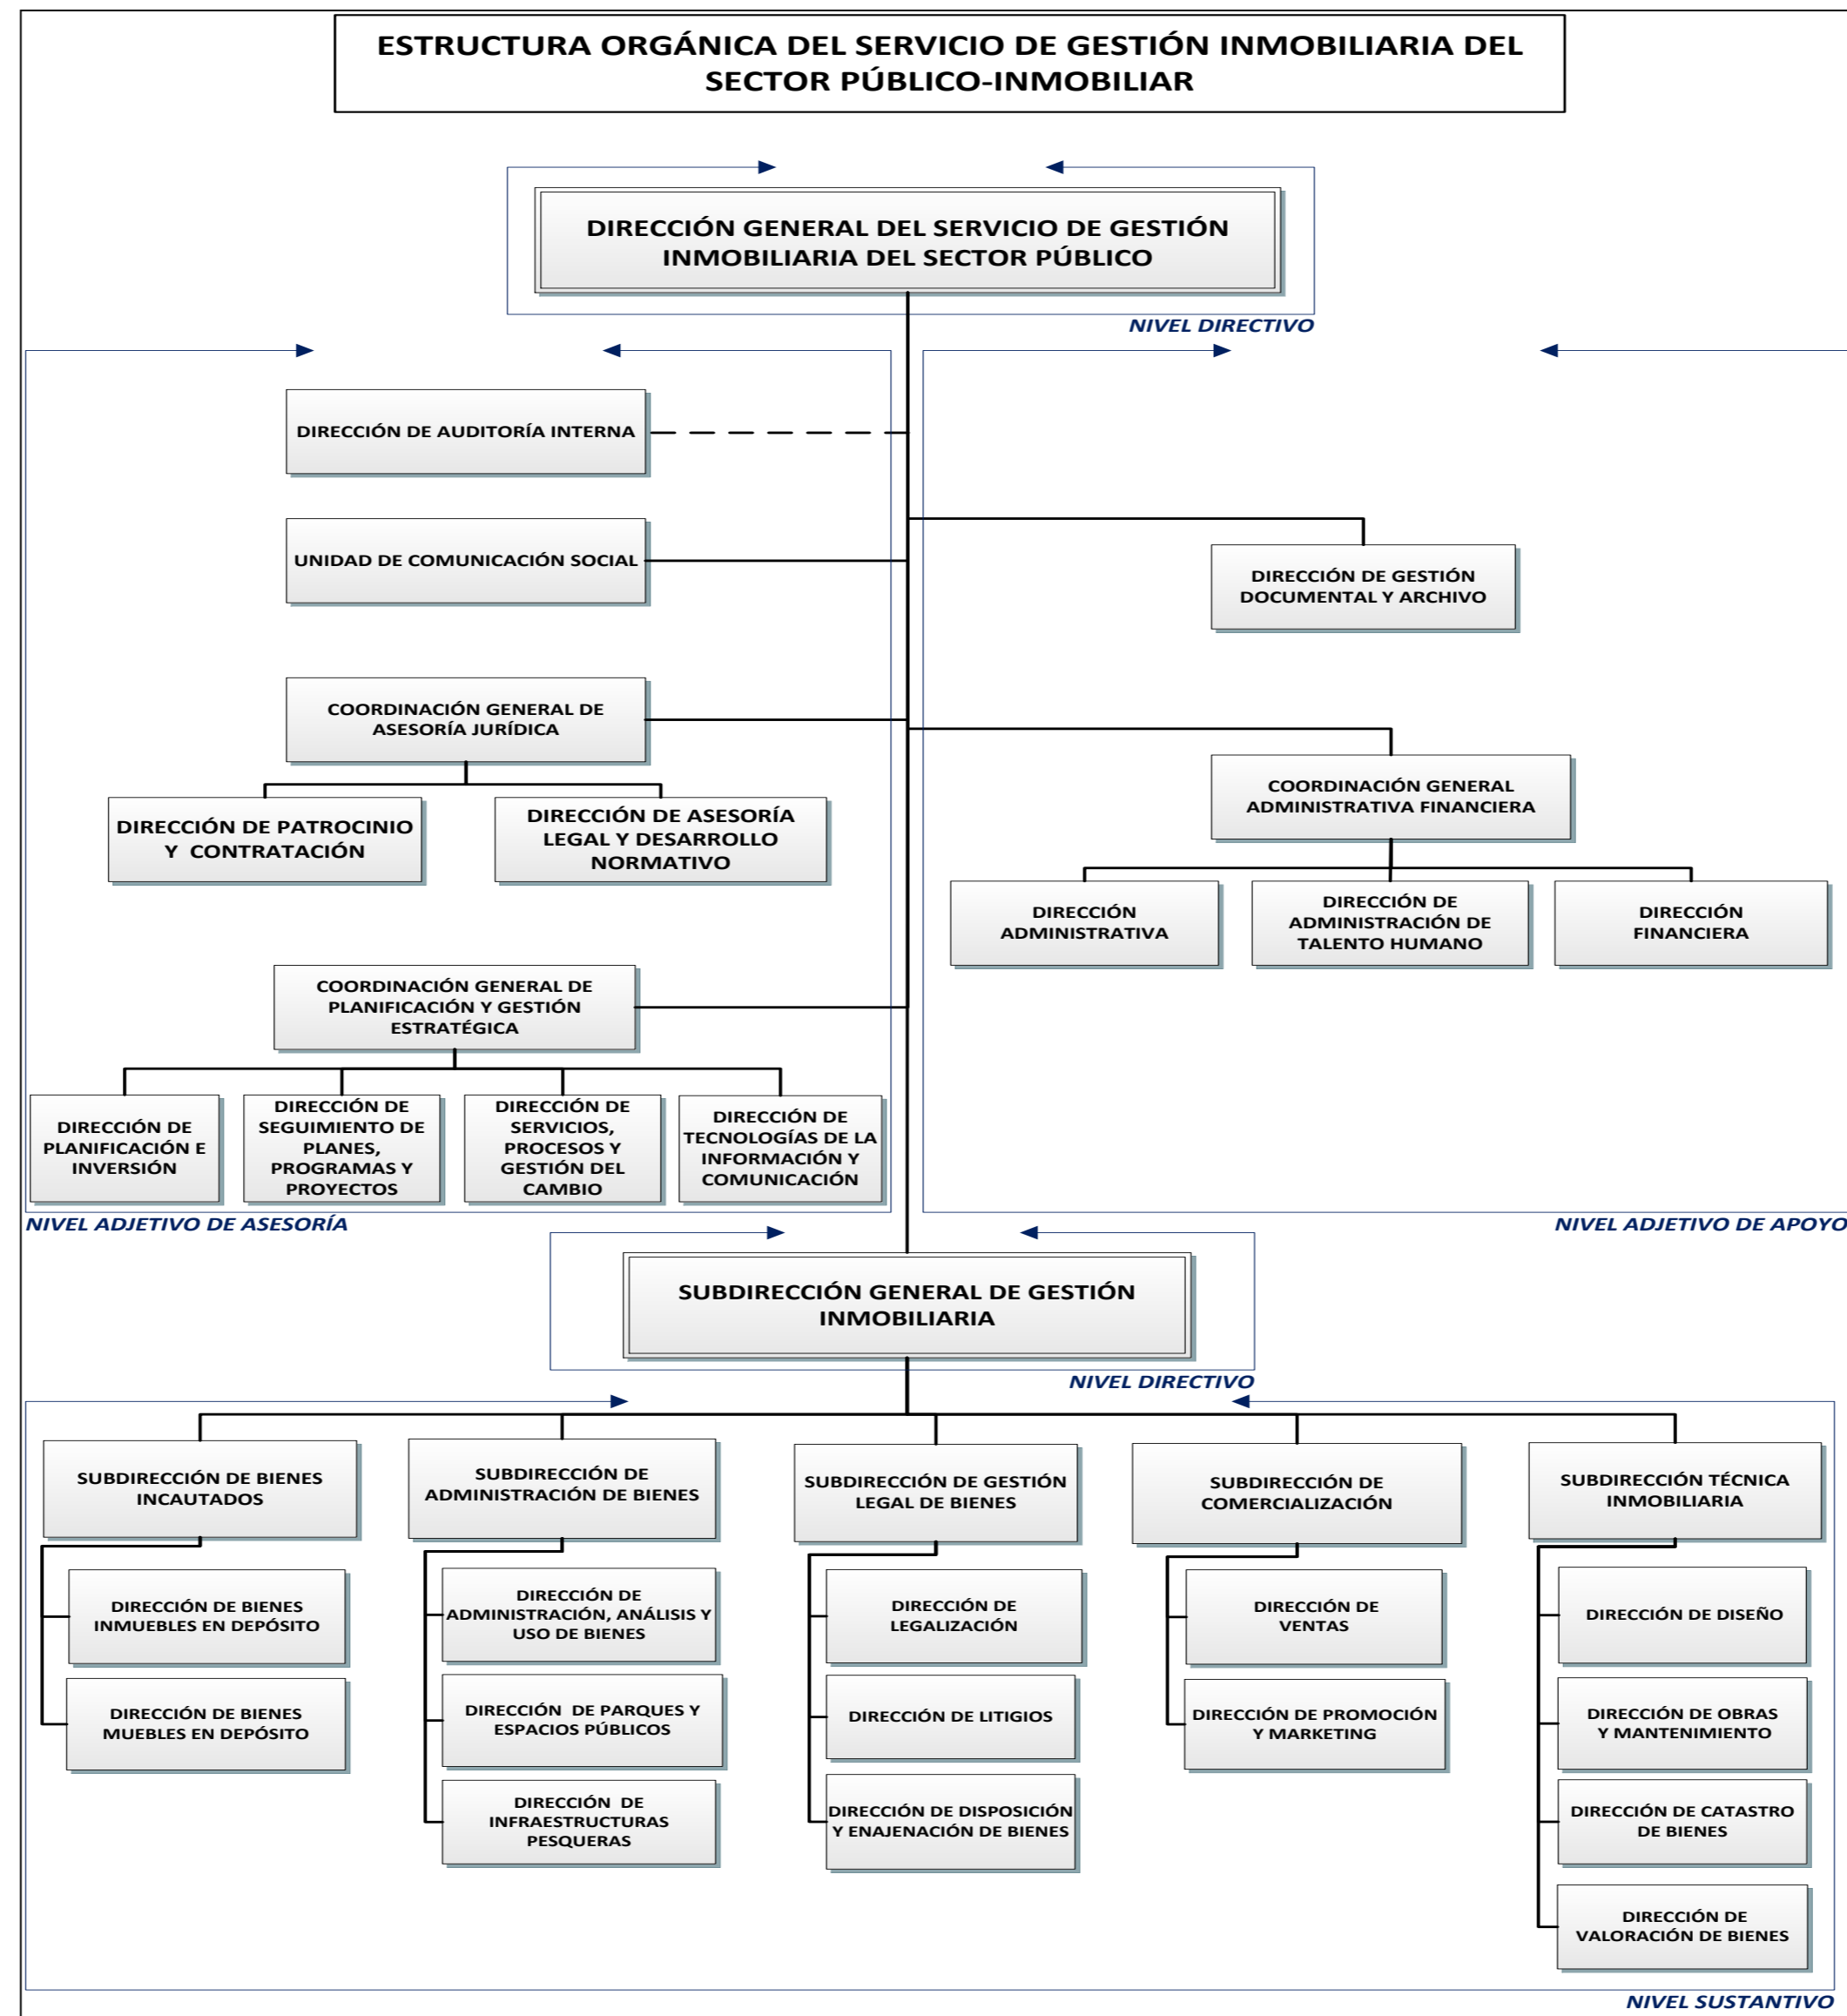 ESTRUCTURA ORGÁNICA DEL SERVICIO DE GESTIÓN INMOBILIARIA DEL
SECTOR PÚBLICO-INMOBILIAR
DIRECCIÓN GENERAL DEL SERVICIO DE GESTIÓN
INMOBILIARIA DEL SECTOR PÚBLICO
NIVEL DIRECTIVO
DIRECCIÓN DE AUDITORÍA INTERNA
UNIDAD DE COMUNICACIÓN SOCIAL
COORDINACIÓN GENERAL DE
ASESORÍA JURÍDICA
DIRECCIÓN DE PATROCINIO
Y CONTRATACIÓN
DIRECCIÓN DE ASESORÍA
LEGAL Y DESARROLLO
NORMATIVO
COORDINACIÓN GENERAL DE
PLANIFICACIÓN Y GESTIÓN
ESTRATÉGICA
DIRECCIÓN DE
PLANIFICACIÓN E
INVERSIÓN
DIRECCIÓN DE
SEGUIMIENTO DE
PLANES,
PROGRAMAS Y
PROYECTOS
DIRECCIÓN DE
SERVICIOS,
PROCESOS Y
GESTIÓN DEL
CAMBIO
DIRECCIÓN DE
TECNOLOGÍAS DE LA
INFORMACIÓN Y
COMUNICACIÓN
NIVEL ADJETIVO DE ASESORÍA
DIRECCIÓN DE GESTIÓN
DOCUMENTAL Y ARCHIVO
COORDINACIÓN GENERAL
ADMINISTRATIVA FINANCIERA
DIRECCIÓN
ADMINISTRATIVA
DIRECCIÓN DE
ADMINISTRACIÓN DE
TALENTO HUMANO
DIRECCIÓN
FINANCIERA
NIVEL ADJETIVO DE APOYO
SUBDIRECCIÓN GENERAL DE GESTIÓN
INMOBILIARIA
NIVEL DIRECTIVO
SUBDIRECCIÓN DE BIENES
INCAUTADOS
DIRECCIÓN DE BIENES
INMUEBLES EN DEPÓSITO
DIRECCIÓN DE BIENES
MUEBLES EN DEPÓSITO
SUBDIRECCIÓN DE
ADMINISTRACIÓN DE BIENES
DIRECCIÓN DE
ADMINISTRACIÓN, ANÁLISIS Y
USO DE BIENES
DIRECCIÓN DE PARQUES Y
ESPACIOS PÚBLICOS
DIRECCIÓN DE
INFRAESTRUCTURAS
PESQUERAS
SUBDIRECCIÓN DE GESTIÓN
LEGAL DE BIENES
DIRECCIÓN DE
LEGALIZACIÓN
DIRECCIÓN DE LITIGIOS
DIRECCIÓN DE DISPOSICIÓN
Y ENAJENACIÓN DE BIENES
SUBDIRECCIÓN DE
COMERCIALIZACIÓN
DIRECCIÓN DE
VENTAS
DIRECCIÓN DE PROMOCIÓN
Y MARKETING
SUBDIRECCIÓN TÉCNICA
INMOBILIARIA
DIRECCIÓN DE DISEÑO
DIRECCIÓN DE OBRAS
Y MANTENIMIENTO
DIRECCIÓN DE CATASTRO
DE BIENES
DIRECCIÓN DE
VALORACIÓN DE BIENES
NIVEL SUSTANTIVO